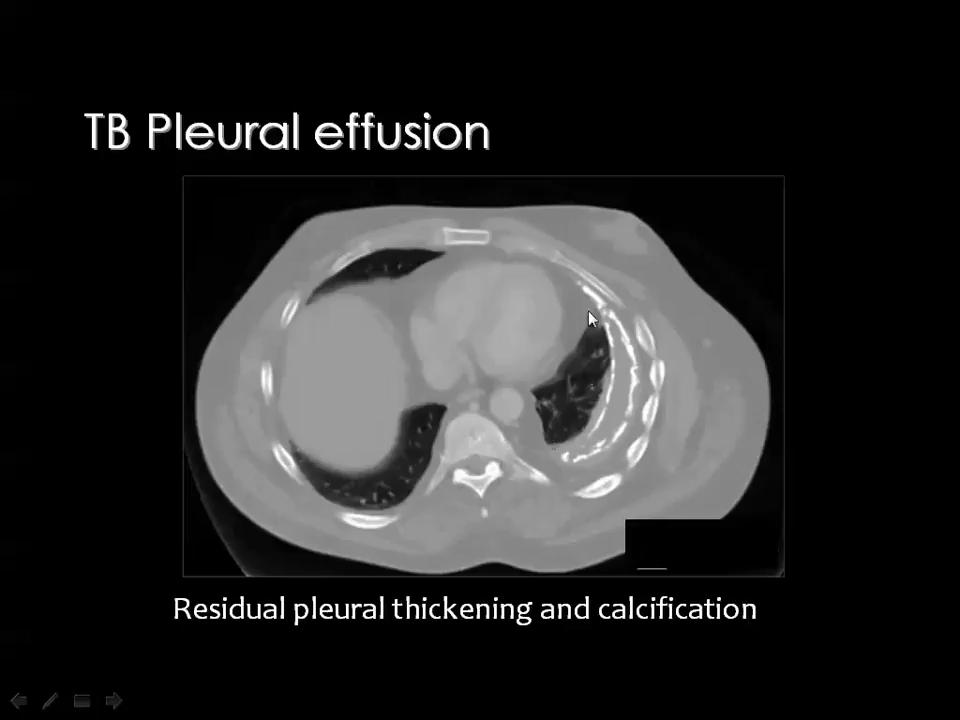 TB Pleural effusion
Residual pleural thickening and calcification